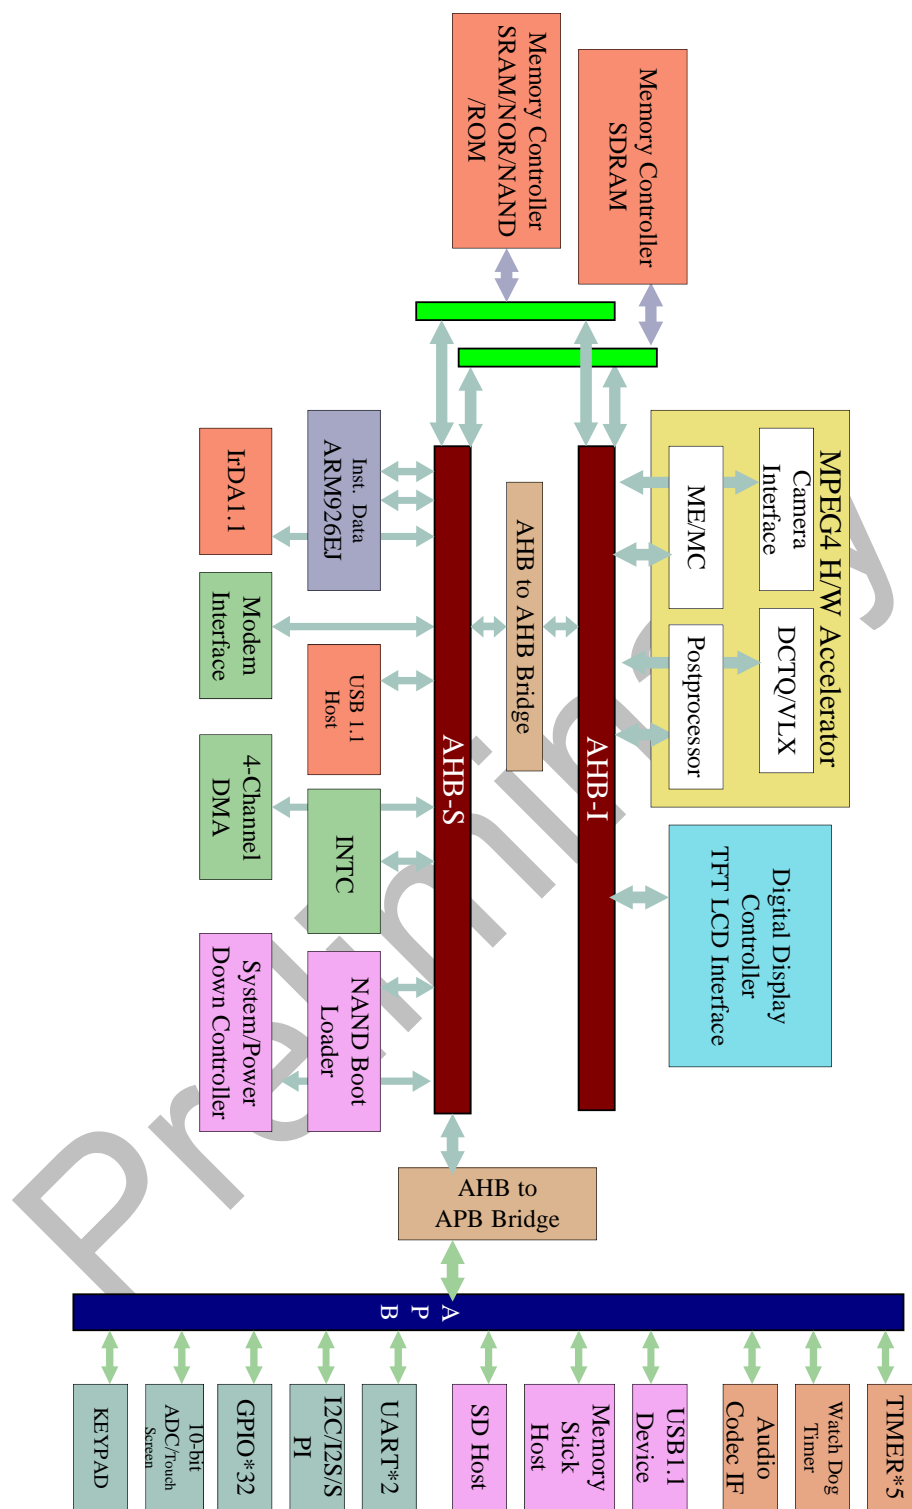 Memory Controller
SRAM/NOR/NAND
/ROM
Memory Controller
SDRAM
MPEG4 H/W Accelerator
Camera
Interface
DCTQ/VLX
ME/MC
Postprocessor
Digital Display
Controller
TFT LCD Interface
AHB-I
AHB to AHB Bridge
AHB-S
Inst. Data
ARM926EJ
USB 1.1
Host
INTC
NAND Boot
Loader
IrDA1.1
Modem
Interface
4-Channel
DMA
System/Power
Down Controller
AHB to
APB Bridge
A
P
B
TIMER*5
Watch Dog
Timer
Audio
Codec IF
USB1.1
Device
Memory
Stick
Host
SD Host
UART*2
I2C/I2S/S
PI
GPIO*32
10-bit
ADC/Touch
Screen
KEYPAD
Preliminary